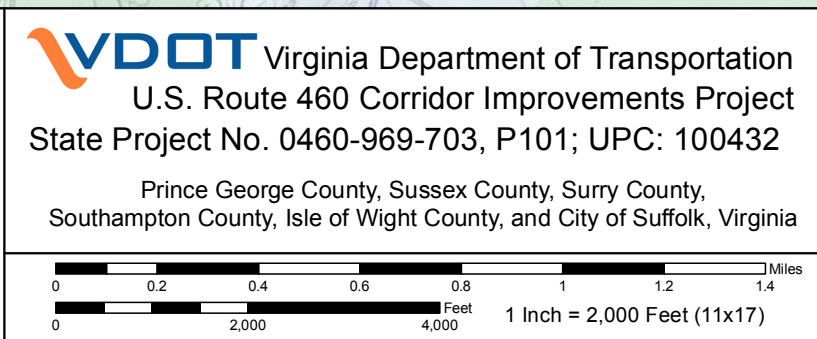 VDOT Virginia Department of Transportation
U.S. Route 460 Corridor Improvements Project
State Project No. 0460-969-703, P101; UPC: 100432
Prince George County, Sussex County, Surry County,
Southampton County, Isle of Wight County, and City of Suffolk, Virginia
Miles
0 0.2 0.4 0.6 0.8 1 1.2 1.4
Feet
0 2,000 4,000
1 Inch = 2,000 Feet (11x17)